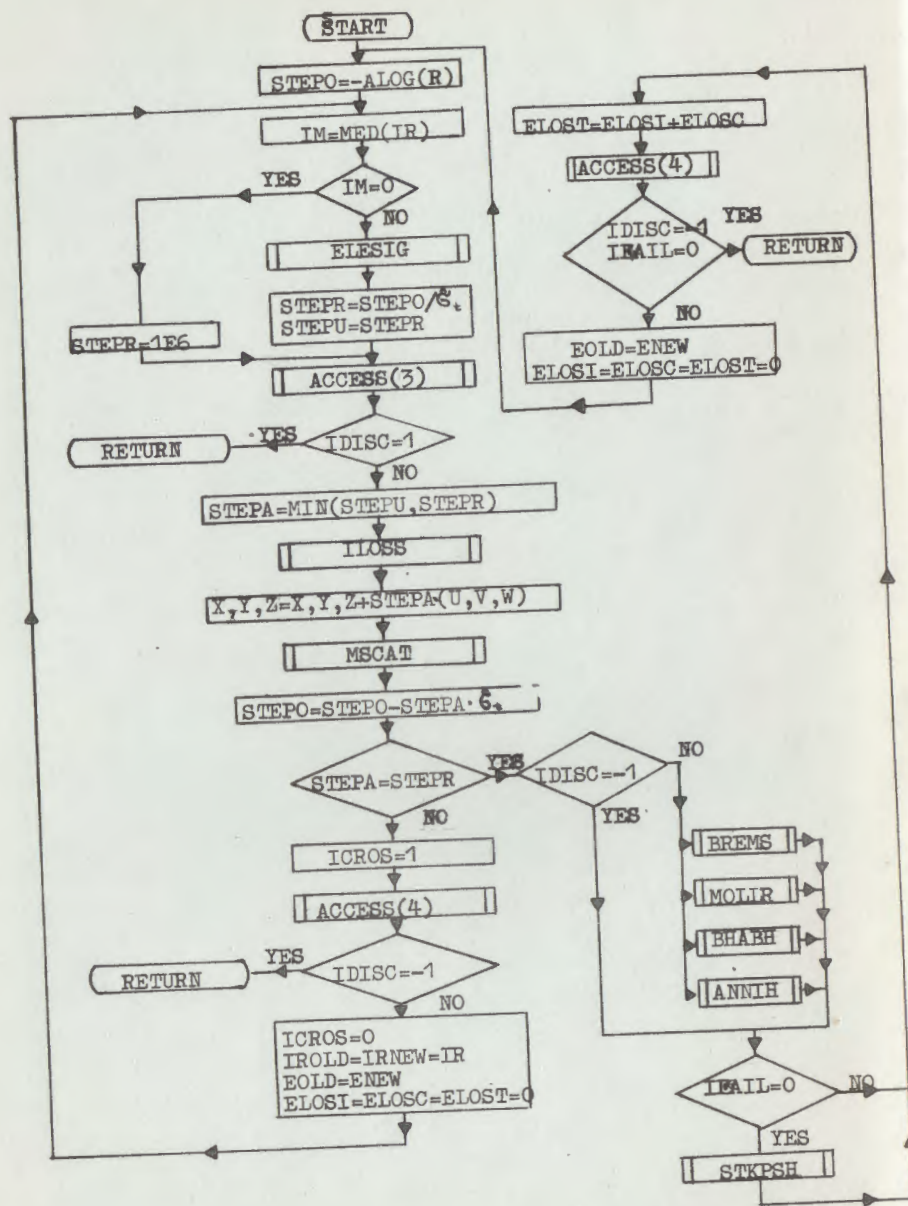 START
STEPO=-ALOG(R)
IM=MED(IR)
YES
IM=0
NO
ELESIG
STEPR=STEPO/σ̂t
STEPU=STEPR
STEPR=1E6
ACCESS(3)
RETURN
YES
IDISC=1
NO
STEPA=MIN(STEPU,STEPR)
ILOSS
X,Y,Z=X,Y,Z+STEPA·(U,V,W)
MSCAT
STEPO=STEPO-STEPA·σ̂t
STEPA=STEPR
YES
NO
ICROS=1
ACCESS(4)
RETURN
YES
IDISC=-1
NO
ICROS=0
IROLD=IRNEW=IR
EOLD=ENEW
ELOSI=ELOSC=ELOST=0
ELOST=ELOSI+ELOSC
ACCESS(4)
IDISC=-1
IFAIL=0
YES
RETURN
NO
EOLD=ENEW
ELOSI=ELOSC=ELOST=0
IDISC=-1
NO
YES
BREMS
MOLIR
BHABH
ANNIH
IFAIL=0
NO
YES
STKPSH